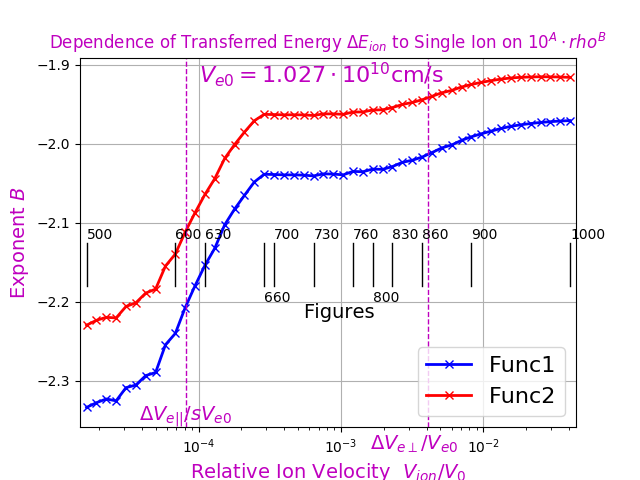 Dependence of Transferred Energy ΔE_ion to Single Ion on 10^A · rho^B
V_e0 = 1.027 · 10^10 cm/s
−1.9
−2.0
−2.1
−2.2
−2.3
Exponent B
500 600 630 700 730 760 830 860 900 1000
660 800
Figures
Func1
Func2
ΔV_e||/sV_e0
ΔV_e⊥/V_e0
10^−4 10^−3 10^−2
Relative Ion Velocity V_ion/V_0